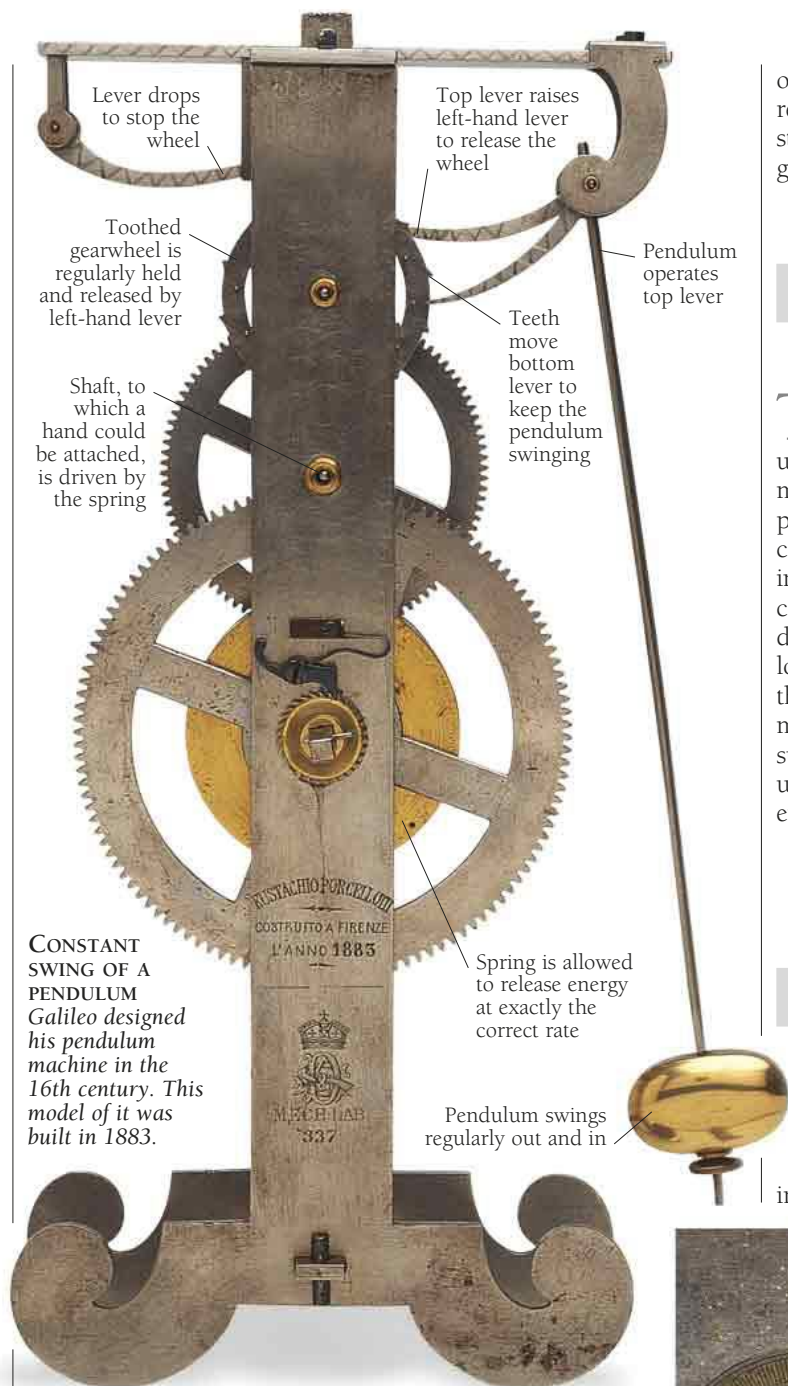 Lever drops
to stop the
wheel
Top lever raises
left-hand lever
to release the
wheel
Toothed
gearwheel is
regularly held
and released by
left-hand lever
Pendulum
operates
top lever
Teeth
move
bottom
lever to
keep the
pendulum
swinging
Shaft, to
which a
hand could
be attached,
is driven by
the spring
EUSTACHIO PORCELLOTTI
COSTRUITO A FIRENZE
L'ANNO 1883
MECH: LAB
337
CONSTANT
SWING OF A
PENDULUM
Galileo designed
his pendulum
machine in the
16th century. This
model of it was
built in 1883.
Spring is allowed
to release energy
at exactly the
correct rate
Pendulum swings
regularly out and in